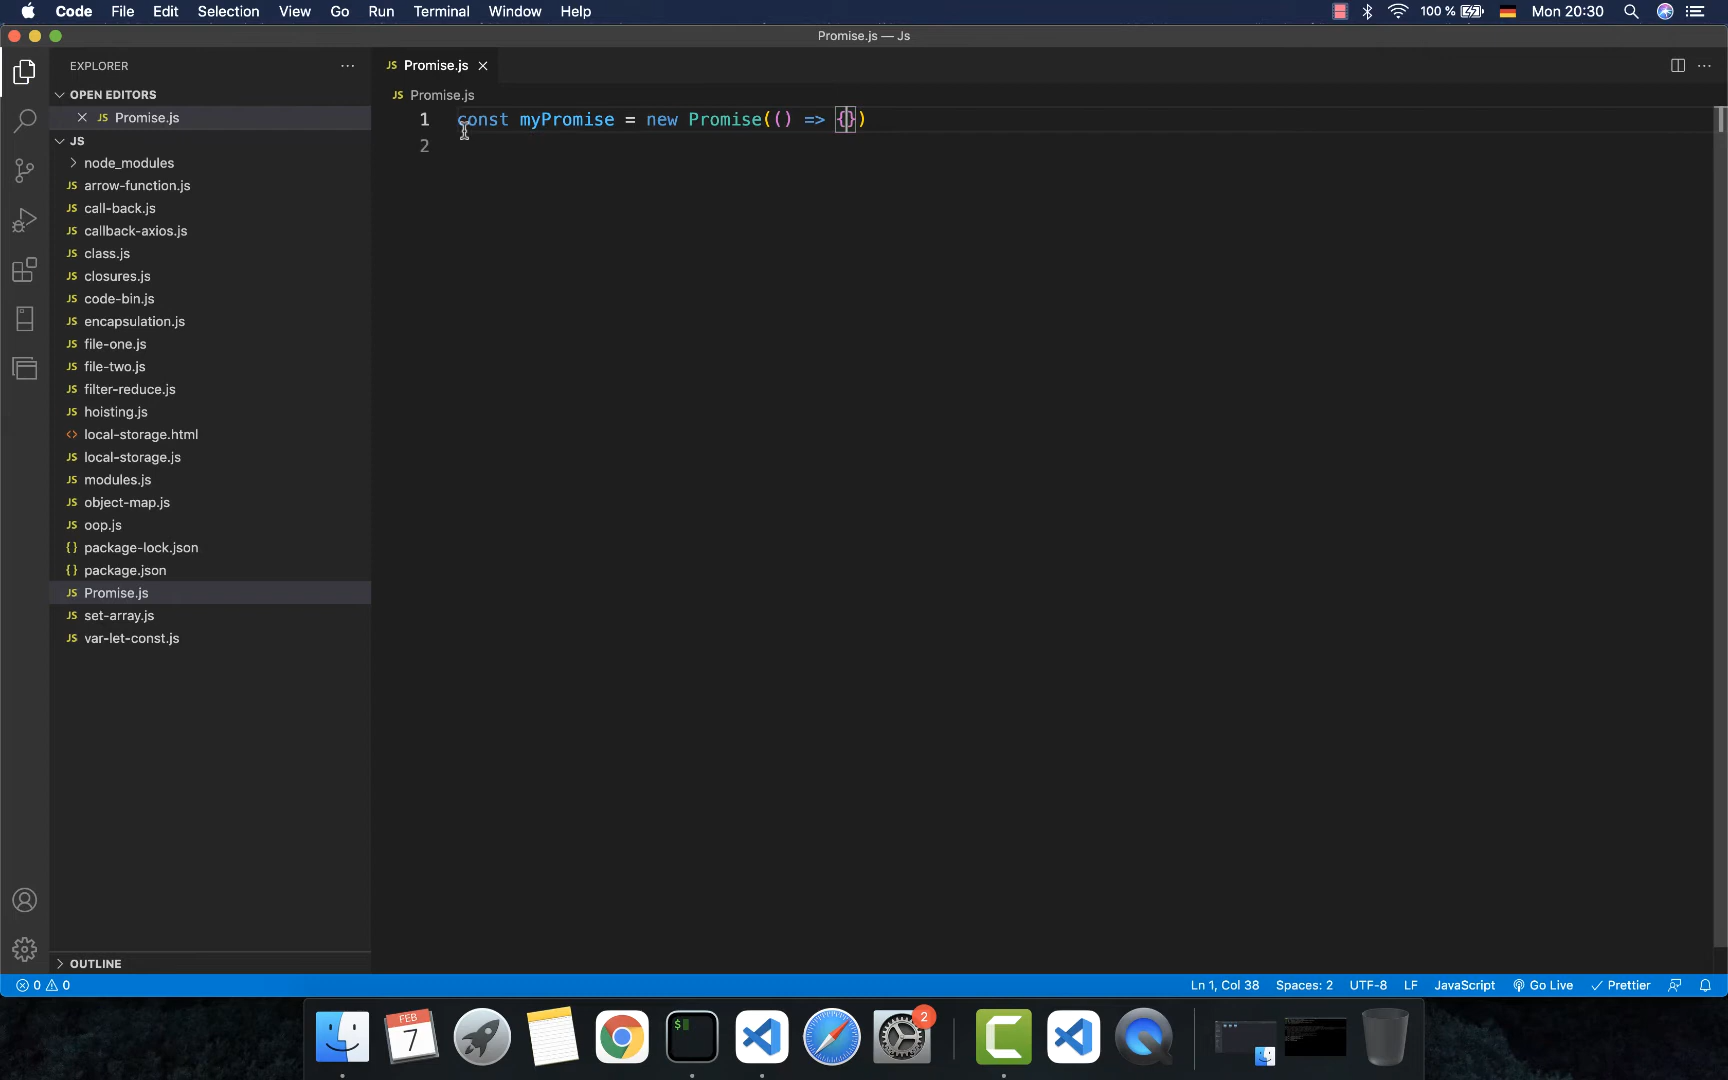 Code File Edit Selection View Go Run Terminal Window Help 100 % Mon 20:30
Promise.js — Js
EXPLORER
Promise.js
OPEN EDITORS
Promise.js
JS Promise.js
JS Promise.js
1 const myPromise = new Promise(() => {})
2
JS
node_modules
JS arrow-function.js
JS call-back.js
JS callback-axios.js
JS class.js
JS closures.js
JS code-bin.js
JS encapsulation.js
JS file-one.js
JS file-two.js
JS filter-reduce.js
JS hoisting.js
<> local-storage.html
JS local-storage.js
JS modules.js
JS object-map.js
JS oop.js
{} package-lock.json
{} package.json
JS Promise.js
JS set-array.js
JS var-let-const.js
OUTLINE
0 0 Ln 1, Col 38 Spaces: 2 UTF-8 LF JavaScript Go Live Prettier
FEB
7
$
2